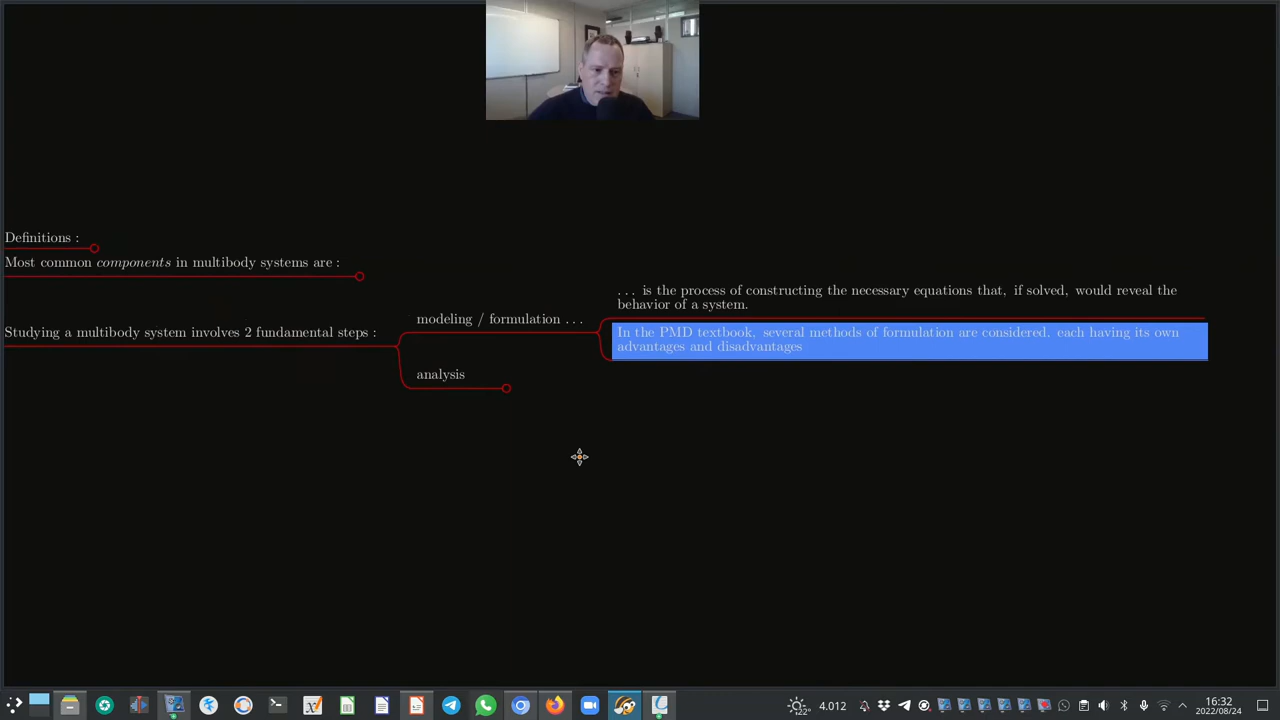 Definitions :
Most common components in multibody systems are :
Studying a multibody system involves 2 fundamental steps :
modeling / formulation . . .
. . . is the process of constructing the necessary equations that, if solved, would reveal the
behavior of a system.
In the PMD textbook, several methods of formulation are considered, each having its own
advantages and disadvantages
analysis
22°
4.012
16:32
2022/08/24